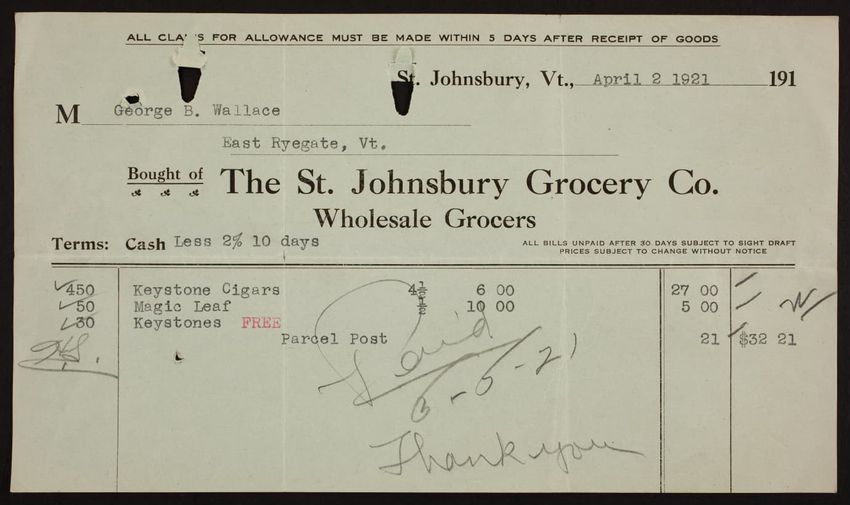 ALL CLA S FOR ALLOWANCE MUST BE MADE WITHIN 5 DAYS AFTER RECEIPT OF GOODS
St. Johnsbury, Vt., April 2 1921 191
M George B. Wallace
East Ryegate, Vt.
Bought of The St. Johnsbury Grocery Co.
Wholesale Grocers
Terms: Cash Less 2% 10 days
ALL BILLS UNPAID AFTER 30 DAYS SUBJECT TO SIGHT DRAFT
PRICES SUBJECT TO CHANGE WITHOUT NOTICE
450 Keystone Cigars 4½ 6 00 27 00
50 Magic Leaf ½ 10 00 5 00
30 Keystones FREE
Parcel Post 21 $32 21
Paid
Thank you